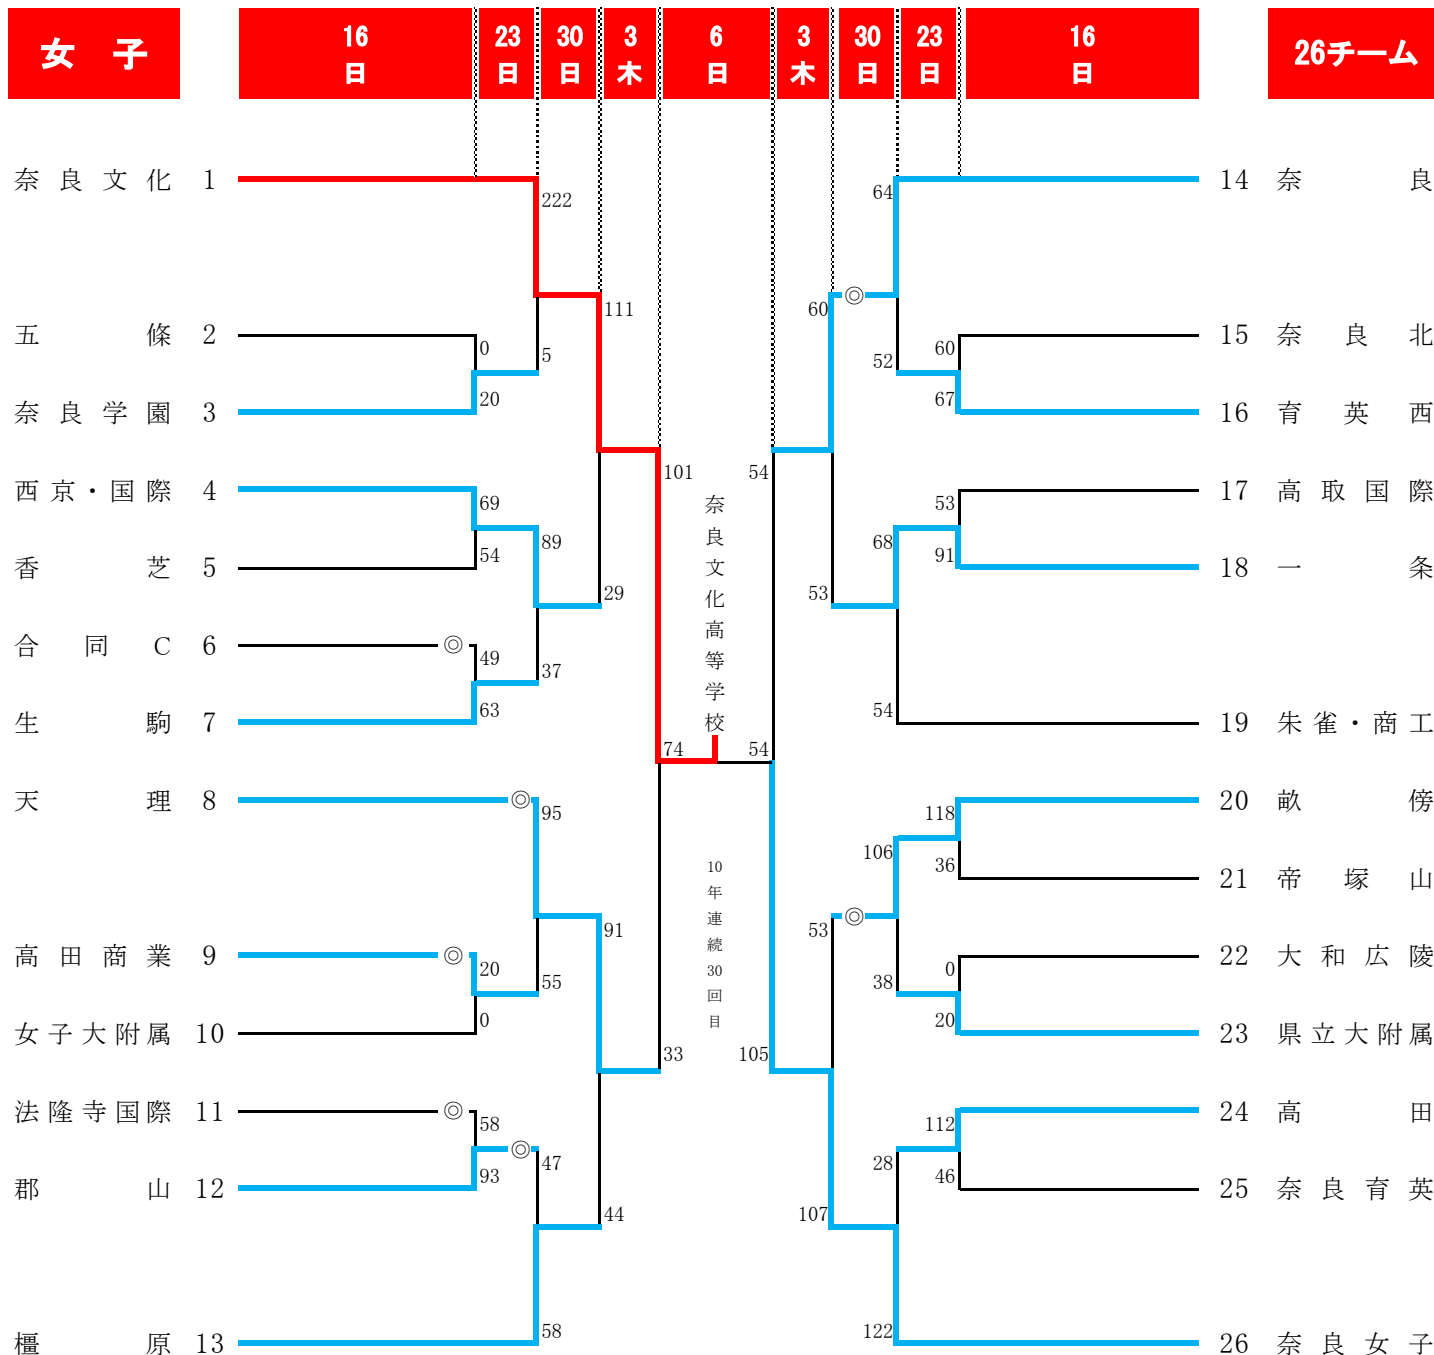 女 子
16 日
23 日
30 日
3 木
6 日
3 木
30 日
23 日
16 日
26チーム
奈良文化 1
五條 2
奈良学園 3
西京・国際 4
香芝 5
合同C 6
生駒 7
天理 8
高田商業 9
女子大附属 10
法隆寺国際 11
郡山 12
橿原 13
222
5
0
20
69
54
89
37
◎ 49
63
111
29
◎ 95
55
◎ 20
0
◎ 58
93
◎ 47
58
91
44
101
33
74
奈良文化高等学校
10年連続30回目
54
54
105
60 ◎
53
53 ◎
107
64
52
60
67
68
54
53
91
106
38
118
36
0
20
28
122
112
46
14 奈良
15 奈良北
16 育英西
17 高取国際
18 一条
19 朱雀・商工
20 畝傍
21 帝塚山
22 大和広陵
23 県立大附属
24 高田
25 奈良育英
26 奈良女子